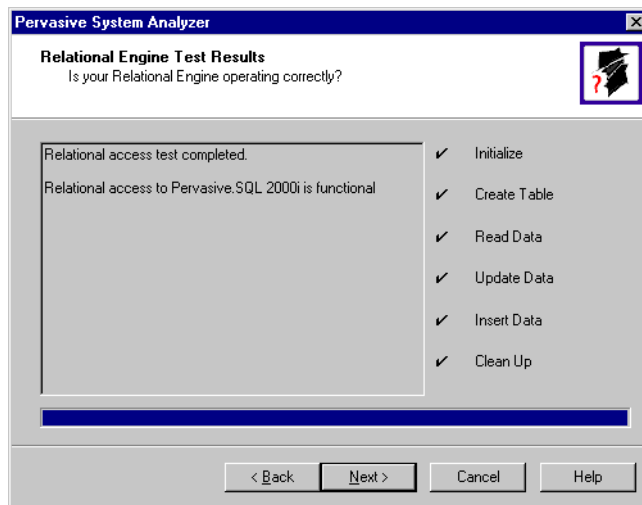 Pervasive System Analyzer
Relational Engine Test Results
Is your Relational Engine operating correctly?
?
Relational access test completed.
Relational access to Pervasive.SQL 2000i is functional
✔ Initialize
✔ Create Table
✔ Read Data
✔ Update Data
✔ Insert Data
✔ Clean Up
< Back
Next >
Cancel
Help